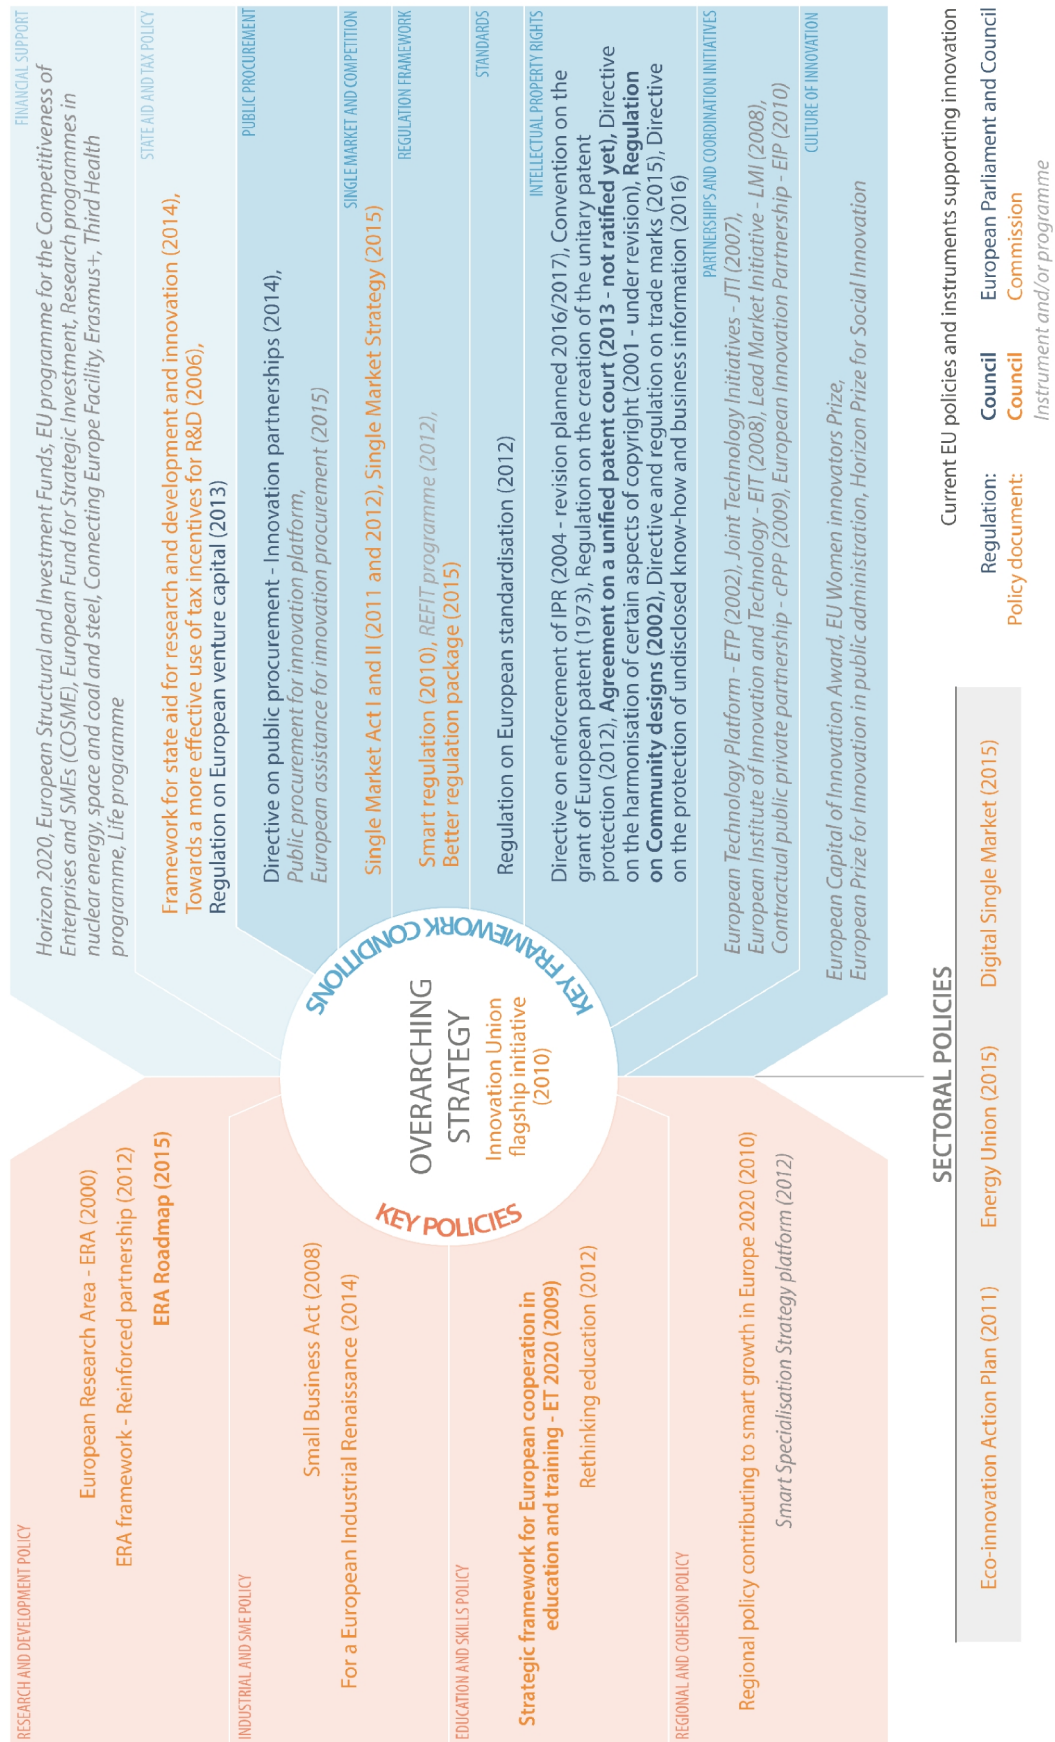 RESEARCH AND DEVELOPMENT POLICY
European Research Area - ERA (2000)
ERA framework - Reinforced partnership (2012)
ERA Roadmap (2015)
INDUSTRIAL AND SME POLICY
Small Business Act (2008)
For a European Industrial Renaissance (2014)
EDUCATION AND SKILLS POLICY
Strategic framework for European cooperation in
education and training - ET 2020 (2009)
Rethinking education (2012)
REGIONAL AND COHESION POLICY
Regional policy contributing to smart growth in Europe 2020 (2010)
Smart Specialisation Strategy platform (2012)
KEY POLICIES
OVERARCHING
STRATEGY
Innovation Union
flagship initiative
(2010)
KEY FRAMEWORK CONDITIONS
FINANCIAL SUPPORT
Horizon 2020, European Structural and Investment Funds, EU programme for the Competitiveness of
Enterprises and SMEs (COSME), European Fund for Strategic Investment, Research programmes in
nuclear energy, space and coal and steel, Connecting Europe Facility, Erasmus+, Third Health
programme, Life programme
STATE AID AND TAX POLICY
Framework for state aid for research and development and innovation (2014),
Towards a more effective use of tax incentives for R&D (2006),
Regulation on European venture capital (2013)
PUBLIC PROCUREMENT
Directive on public procurement - Innovation partnerships (2014),
Public procurement for innovation platform,
European assistance for innovation procurement (2015)
SINGLE MARKET AND COMPETITION
Single Market Act I and II (2011 and 2012), Single Market Strategy (2015)
REGULATION FRAMEWORK
Smart regulation (2010), REFIT programme (2012),
Better regulation package (2015)
STANDARDS
Regulation on European standardisation (2012)
INTELLECTUAL PROPERTY RIGHTS
Directive on enforcement of IPR (2004 - revision planned 2016/2017), Convention on the
grant of European patent (1973), Regulation on the creation of the unitary patent
protection (2012), Agreement on a unified patent court (2013 - not ratified yet), Directive
on the harmonisation of certain aspects of copyright (2001 - under revision), Regulation
on Community designs (2002), Directive and regulation on trade marks (2015), Directive
on the protection of undisclosed know-how and business information (2016)
PARTNERSHIPS AND COORDINATION INITIATIVES
European Technology Platform - ETP (2002), Joint Technology Initiatives - JTI (2007),
European Institute of Innovation and Technology - EIT (2008), Lead Market Initiative - LMI (2008),
Contractual public private partnership - cPPP (2009), European Innovation Partnership - EIP (2010)
CULTURE OF INNOVATION
European Capital of Innovation Award, EU Women innovators Prize,
European Prize for Innovation in public administration, Horizon Prize for Social Innovation
SECTORAL POLICIES
Eco-innovation Action Plan (2011) Energy Union (2015) Digital Single Market (2015)
Current EU policies and instruments supporting innovation
Regulation: Council European Parliament and Council
Policy document: Council Commission
Instrument and/or programme